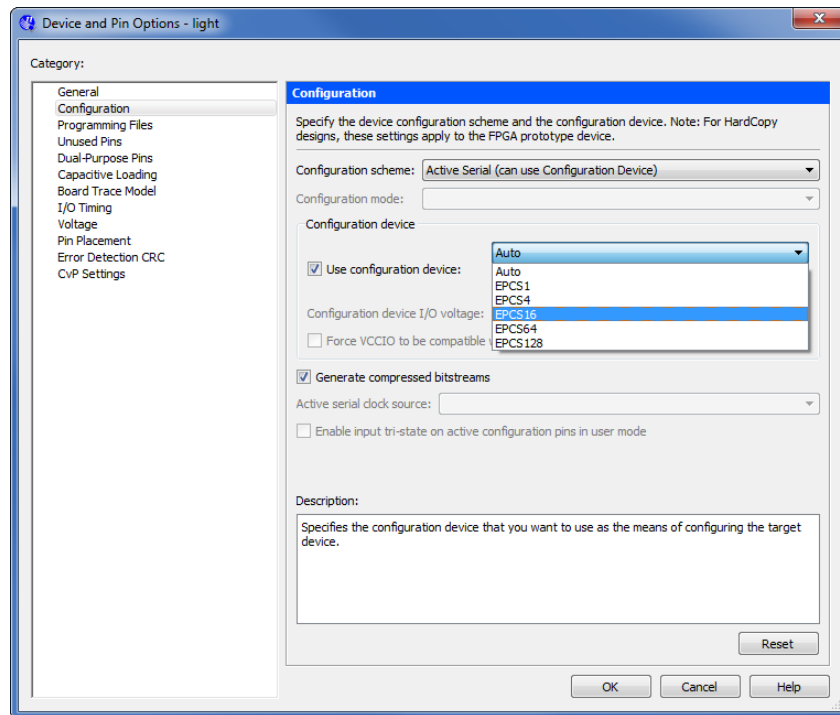 Device and Pin Options - light
Category:
General
Configuration
Programming Files
Unused Pins
Dual-Purpose Pins
Capacitive Loading
Board Trace Model
I/O Timing
Voltage
Pin Placement
Error Detection CRC
CvP Settings
Configuration
Specify the device configuration scheme and the configuration device. Note: For HardCopy
designs, these settings apply to the FPGA prototype device.
Configuration scheme: Active Serial (can use Configuration Device)
Configuration mode:
Configuration device
Auto
Use configuration device:
Auto
EPCS1
EPCS4
Configuration device I/O voltage: EPCS16
EPCS64
Force VCCIO to be compatible EPCS128
Generate compressed bitstreams
Active serial clock source:
Enable input tri-state on active configuration pins in user mode
Description:
Specifies the configuration device that you want to use as the means of configuring the target
device.
Reset
OK Cancel Help